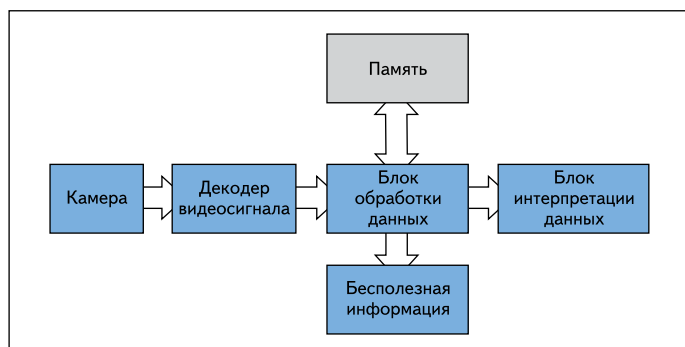 Память
Камера
Декодер
видеосигнала
Блок
обработки
данных
Блок
интерпретации
данных
Бесполезная
информация